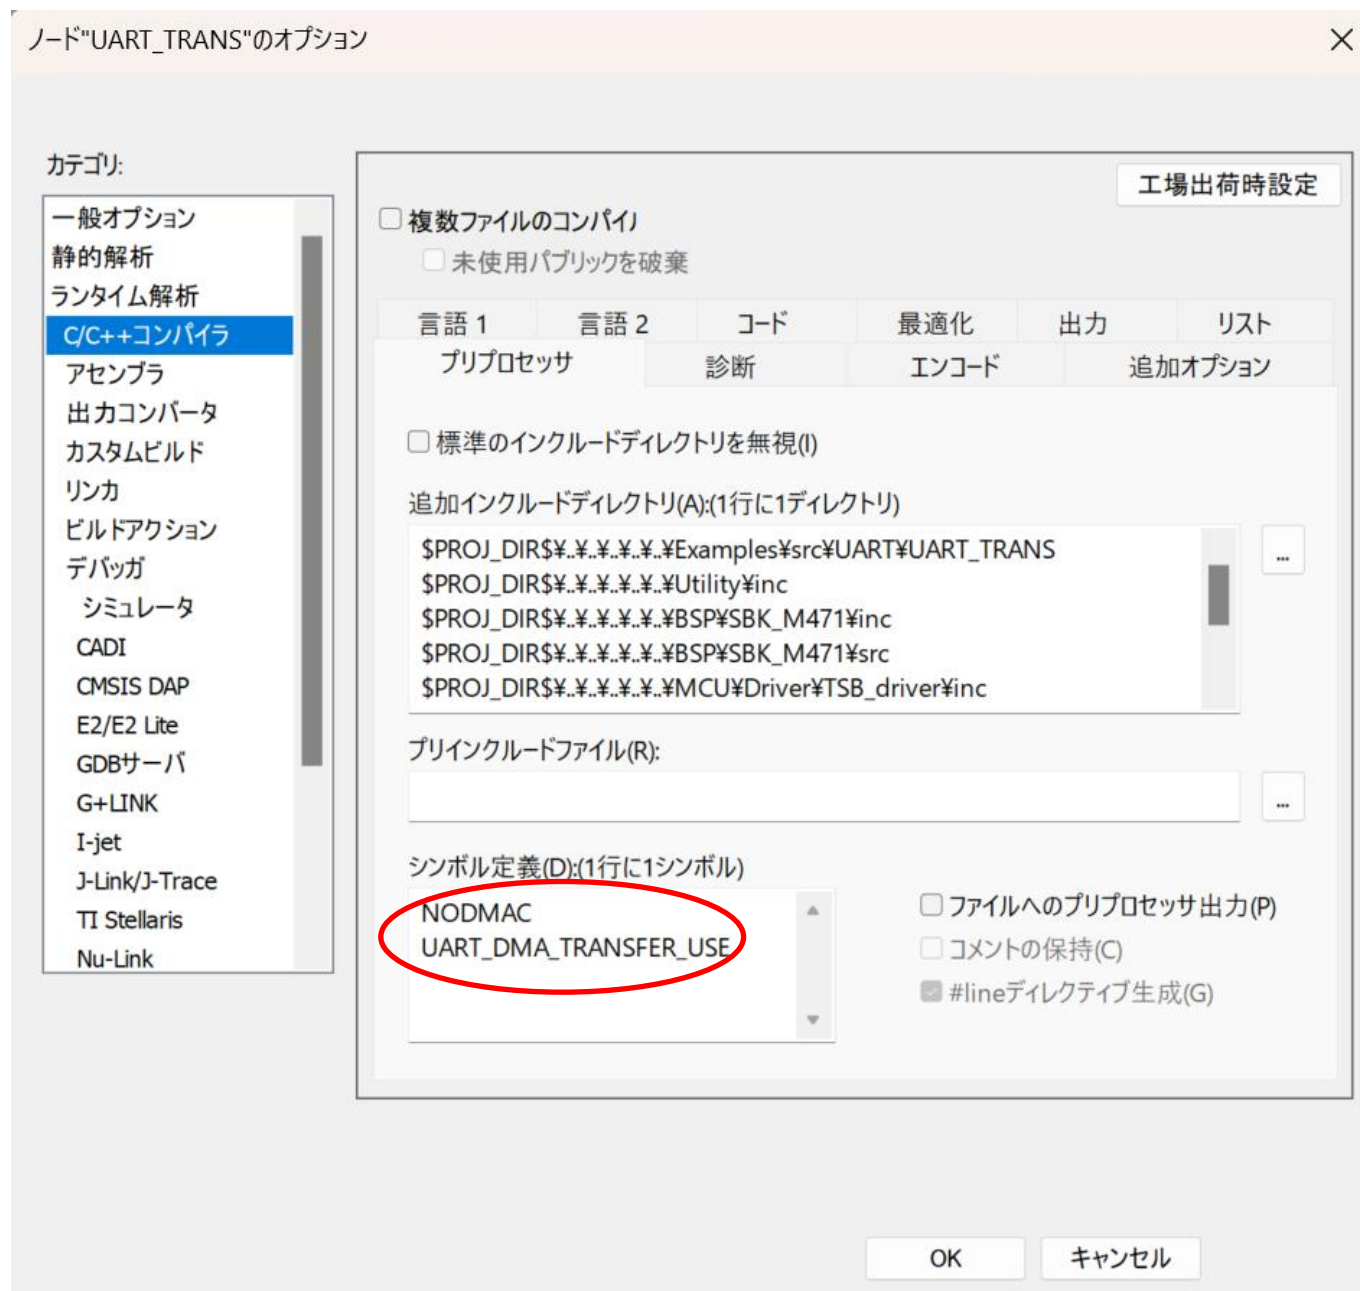 ノード"UART_TRANS"のオプション
カテゴリ:
一般オプション
静的解析
ランタイム解析
C/C++コンパイラ
アセンブラ
出力コンバータ
カスタムビルド
リンカ
ビルドアクション
デバッガ
シミュレータ
CADI
CMSIS DAP
E2/E2 Lite
GDBサーバ
G+LINK
I-jet
J-Link/J-Trace
TI Stellaris
Nu-Link
工場出荷時設定
複数ファイルのコンパイ
未使用パブリックを破棄
言語 1 言語 2 コード 最適化 出力 リスト
プリプロセッサ 診断 エンコード 追加オプション
標準のインクルードディレクトリを無視(I)
追加インクルードディレクトリ(A):(1行に1ディレクトリ)
$PROJ_DIR$¥..¥..¥..¥..¥..¥Examples¥src¥UART¥UART_TRANS
$PROJ_DIR$¥..¥..¥..¥..¥..¥Utility¥inc
$PROJ_DIR$¥..¥..¥..¥..¥..¥BSP¥SBK_M471¥inc
$PROJ_DIR$¥..¥..¥..¥..¥..¥BSP¥SBK_M471¥src
$PROJ_DIR$¥..¥..¥..¥..¥..¥MCU¥Driver¥TSB_driver¥inc
...
プリインクルードファイル(R):
...
シンボル定義(D):(1行に1シンボル)
NODMAC
UART_DMA_TRANSFER_USE
ファイルへのプリプロセッサ出力(P)
コメントの保持(C)
#lineディレクティブ生成(G)
OK キャンセル